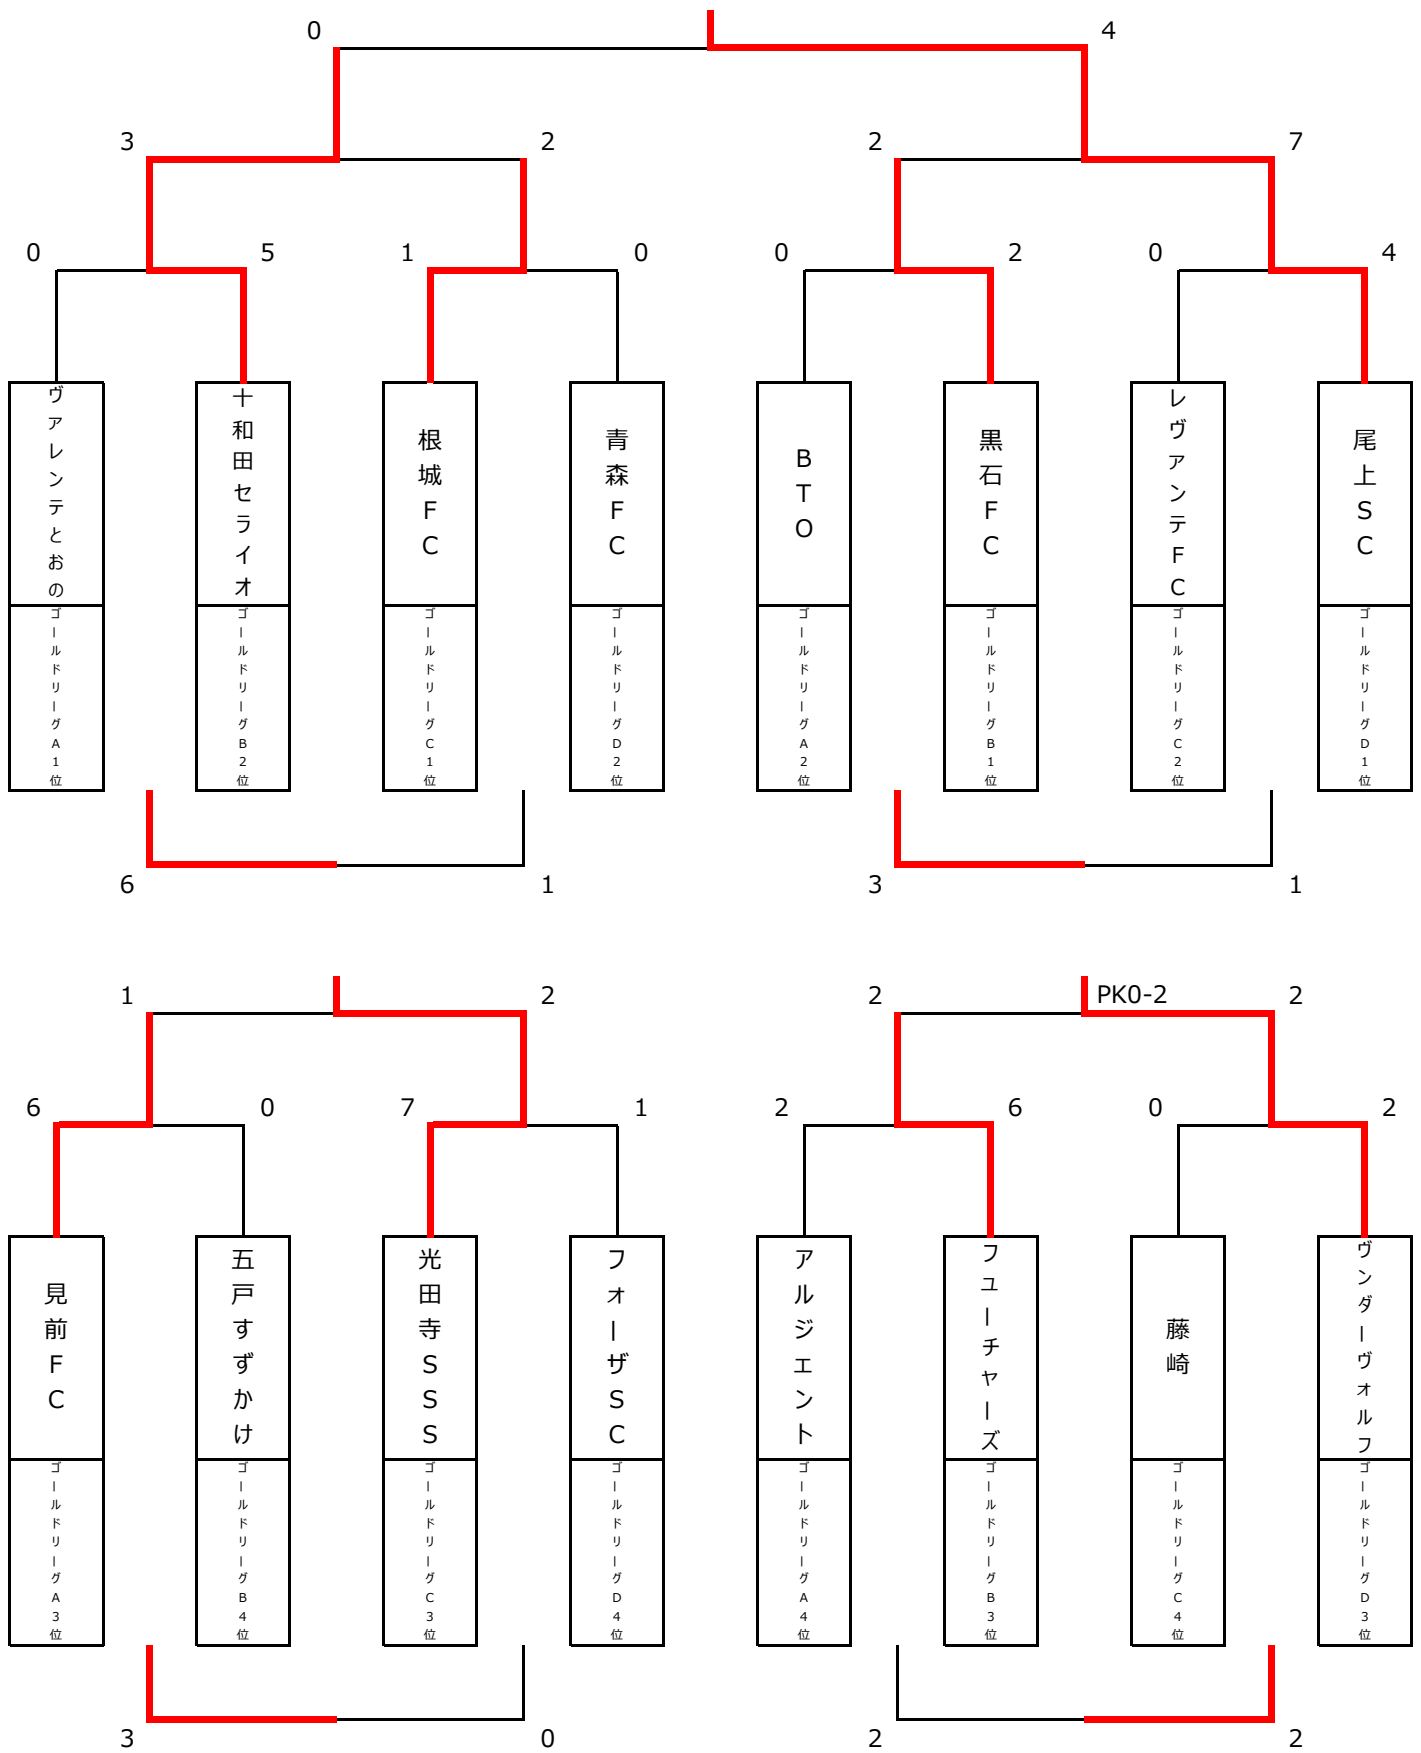 0 4
3 2 2 7
0 5 1 0 0 2 0 4
ヴァレンテとおの
十和田セライオ
根城FC
青森FC
BTO
黒石FC
レヴァンテFC
尾上SC
ゴールドリーグA1位
ゴールドリーグB2位
ゴールドリーグC1位
ゴールドリーグD2位
ゴールドリーグA2位
ゴールドリーグB1位
ゴールドリーグC2位
ゴールドリーグD1位
6 1 3 1
1 2 2 PK0-2 2
6 0 7 1 2 6 0 2
見前FC
五戸すずかけ
光田寺SSS
フォーザSC
アルジェント
フューチャーズ
藤崎
ヴンダーヴォルフ
ゴールドリーグA3位
ゴールドリーグB4位
ゴールドリーグC3位
ゴールドリーグD4位
ゴールドリーグA4位
ゴールドリーグB3位
ゴールドリーグC4位
ゴールドリーグD3位
3 0 2 2